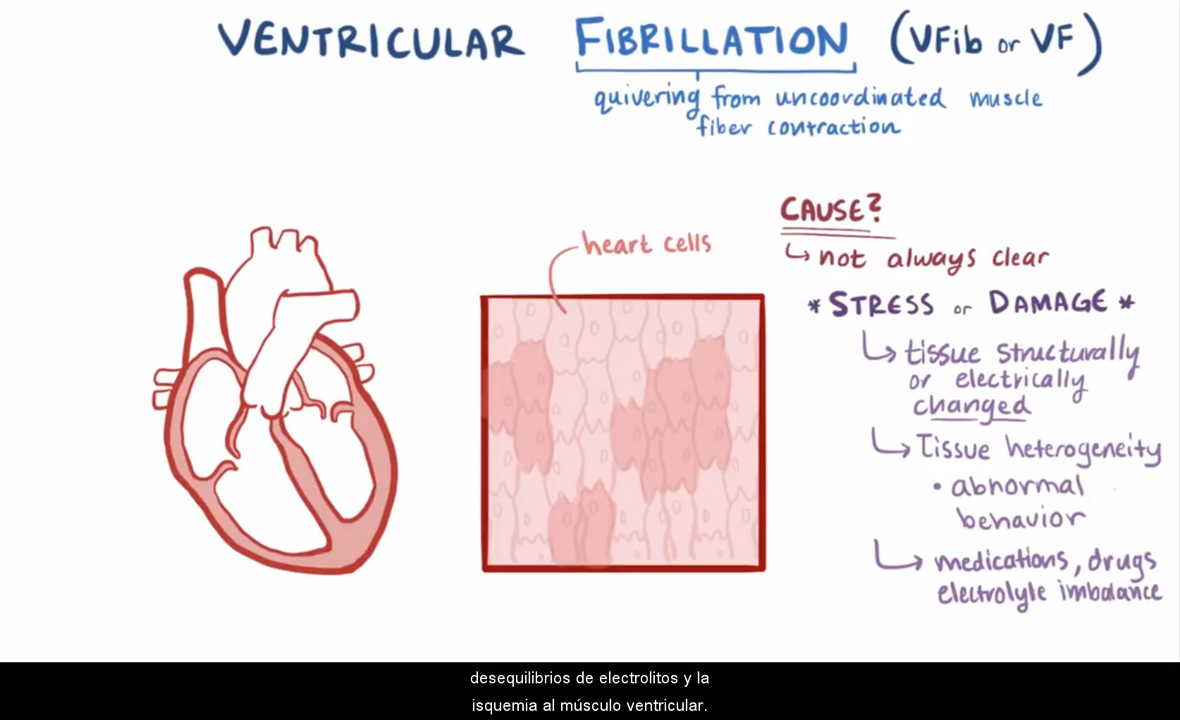 VENTRICULAR FIBRILLATION (VFib or VF)
quivering from uncoordinated muscle
fiber contraction
heart cells
CAUSE?
↳ not always clear
* STRESS or DAMAGE *
↳ tissue structurally
or electrically
changed
↳ Tissue heterogeneity
• abnormal
behavior
↳ medications, drugs
electrolyte imbalance
desequilibrios de electrolitos y la
isquemia al músculo ventricular.